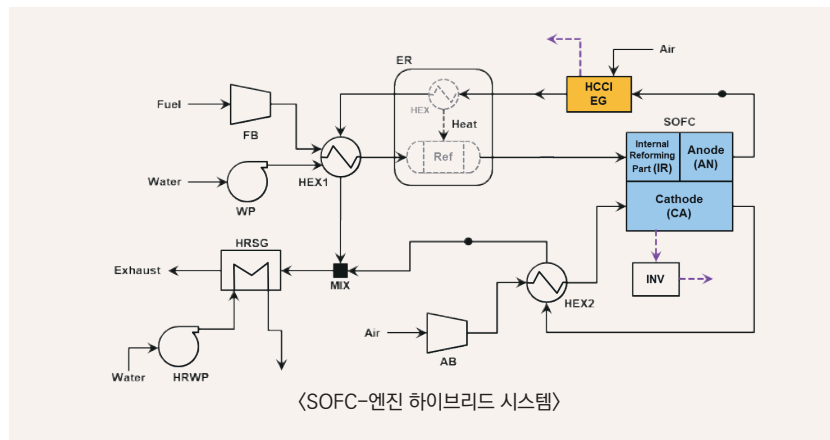 Air
ER
HCCI
EG
HEX
Fuel
FB
Heat
SOFC
Internal
Reforming
Part (IR)
Anode
(AN)
Ref
Water
WP
HEX1
Cathode
(CA)
HRSG
Exhaust
MIX
HEX2
INV
Air
AB
Water
HRWP
〈SOFC-엔진 하이브리드 시스템〉